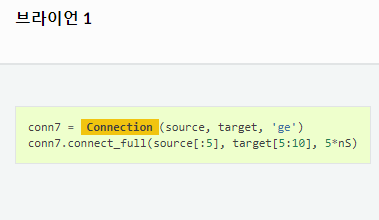 브라이언 1
conn7 = Connection (source, target, 'ge')
conn7.connect_full(source[:5], target[5:10], 5*nS)